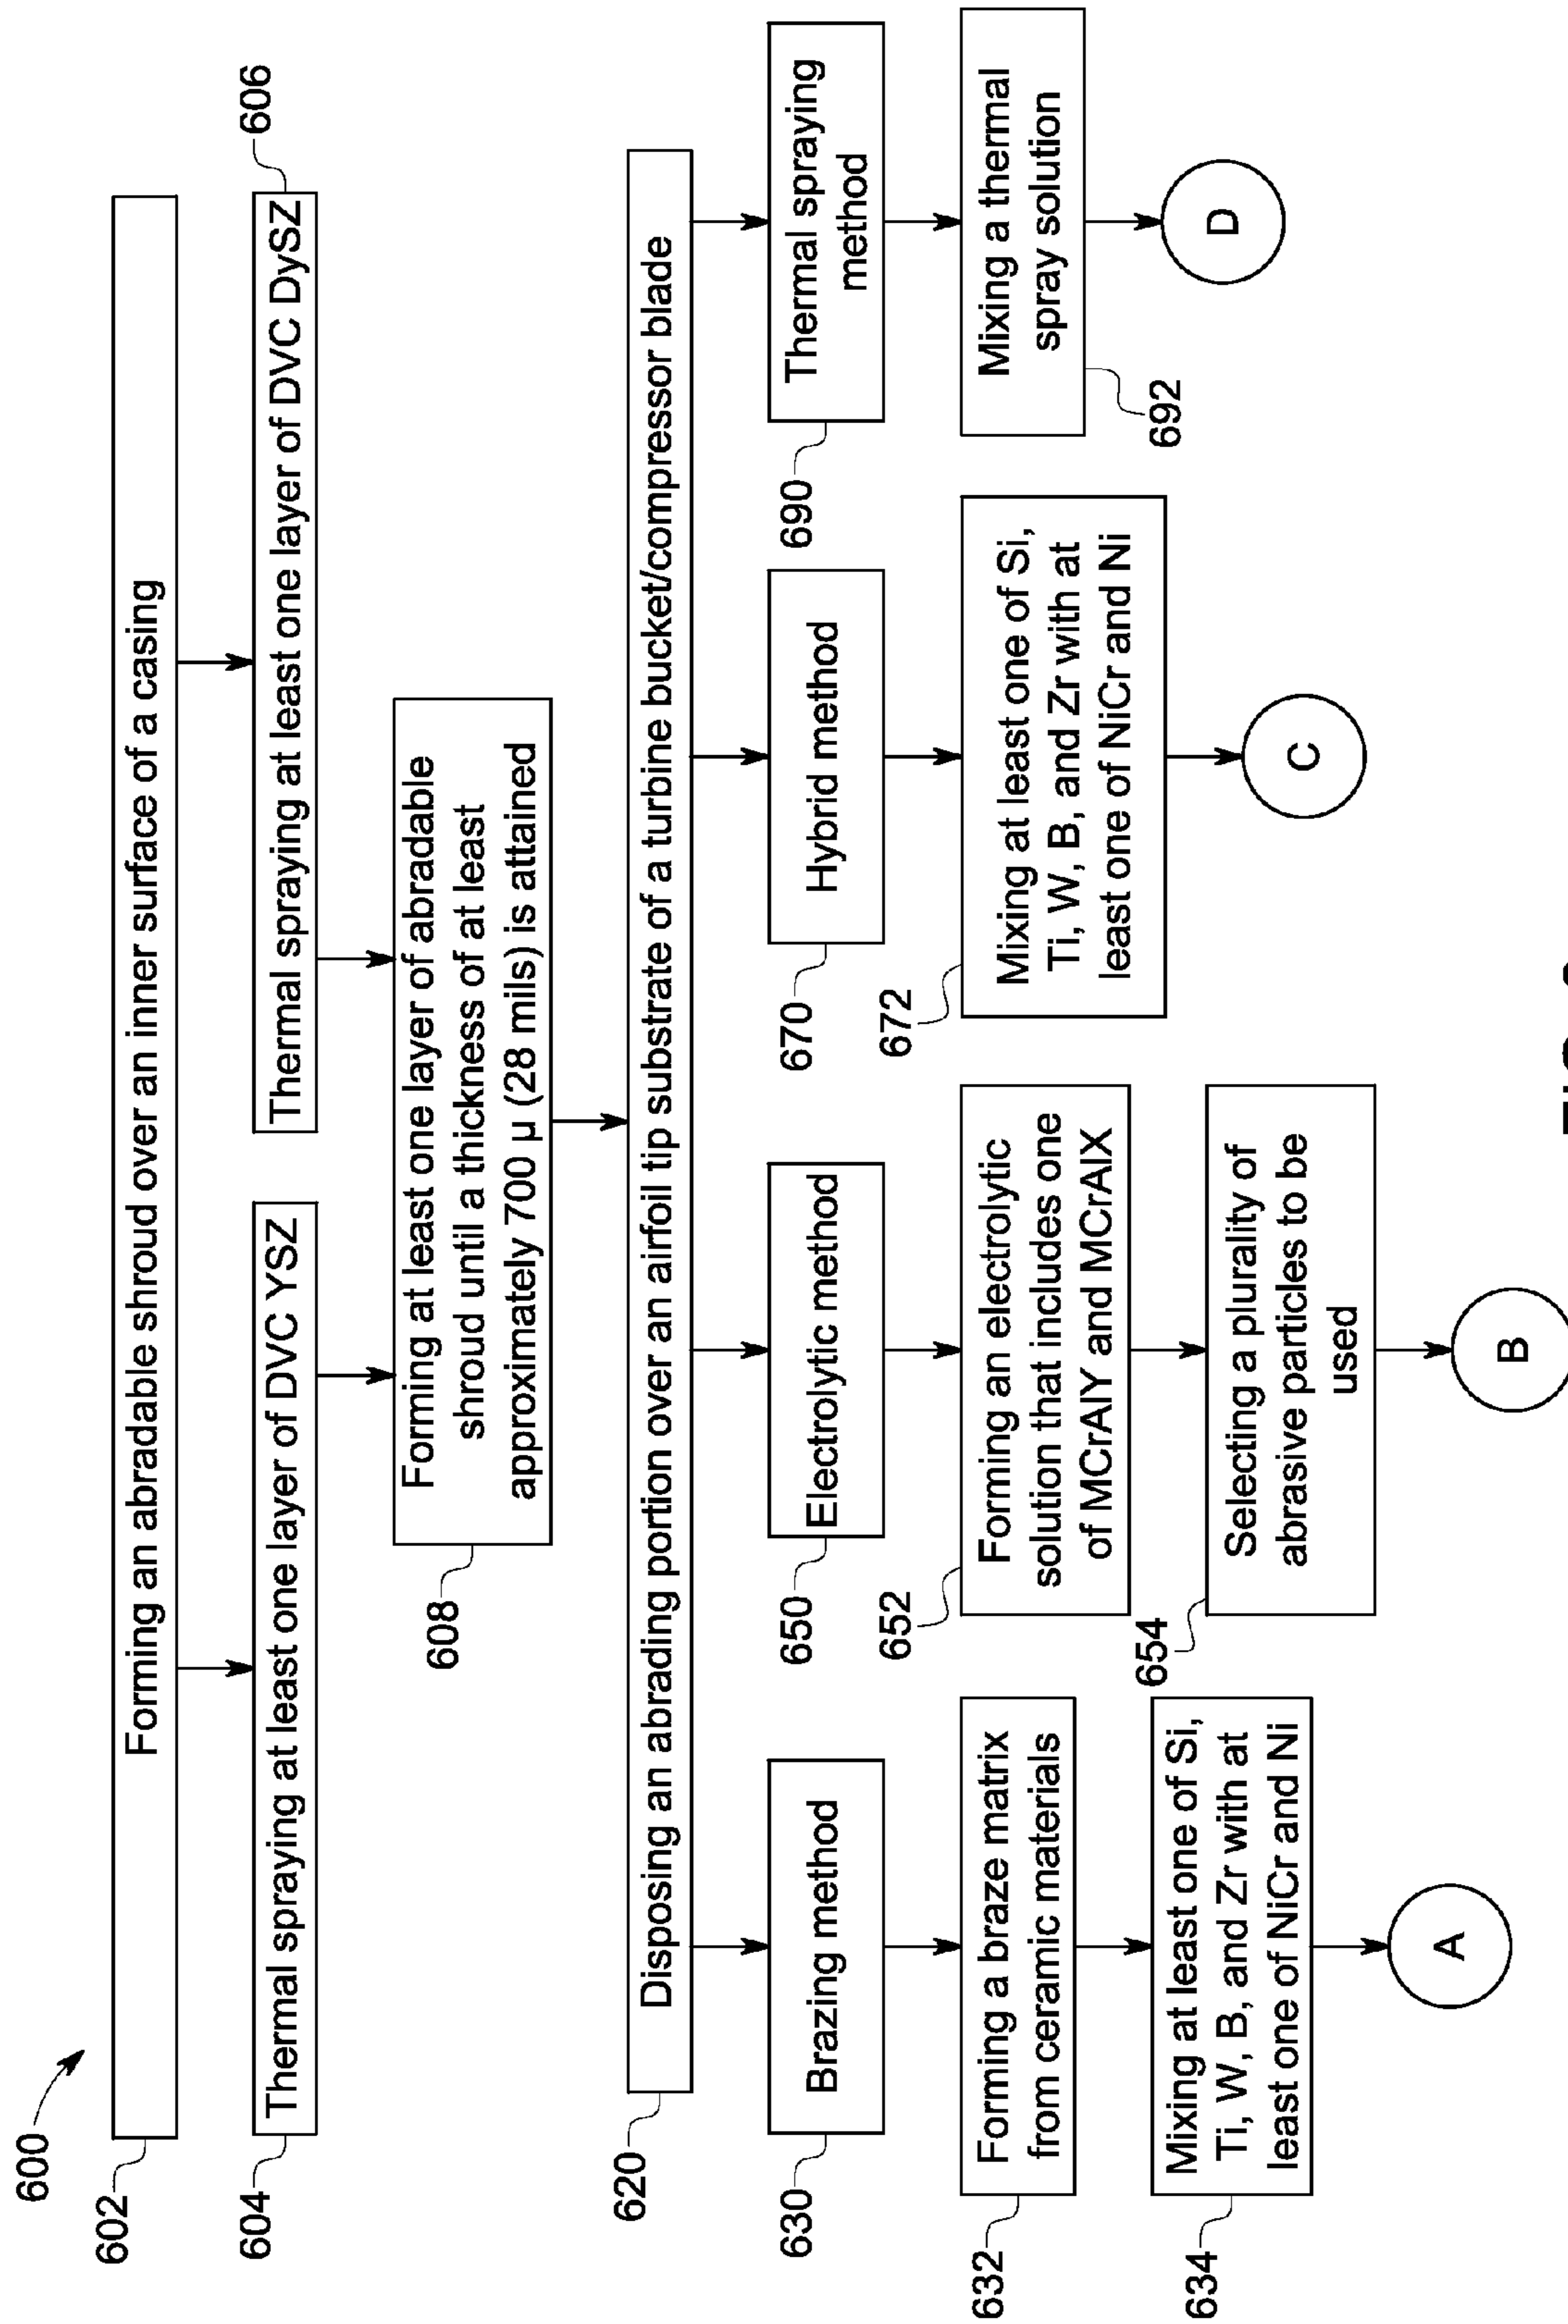 600
602
Forming an abradable shroud over an inner surface of a casing
604
Thermal spraying at least one layer of DVC YSZ
Thermal spraying at least one layer of DVC DySZ
606
608
Forming at least one layer of abradable
shroud until a thickness of at least
approximately 700 µ (28 mils) is attained
620
Disposing an abrading portion over an airfoil tip substrate of a turbine bucket/compressor blade
630
Brazing method
632
Forming a braze matrix
from ceramic materials
634
Mixing at least one of Si,
Ti, W, B, and Zr with at
least one of NiCr and Ni
A
650
Electrolytic method
652
Forming an electrolytic
solution that includes one
of MCrAlY and MCrAlX
654
Selecting a plurality of
abrasive particles to be
used
B
670
Hybrid method
672
Mixing at least one of Si,
Ti, W, B, and Zr with at
least one of NiCr and Ni
C
690
Thermal spraying
method
692
Mixing a thermal
spray solution
D